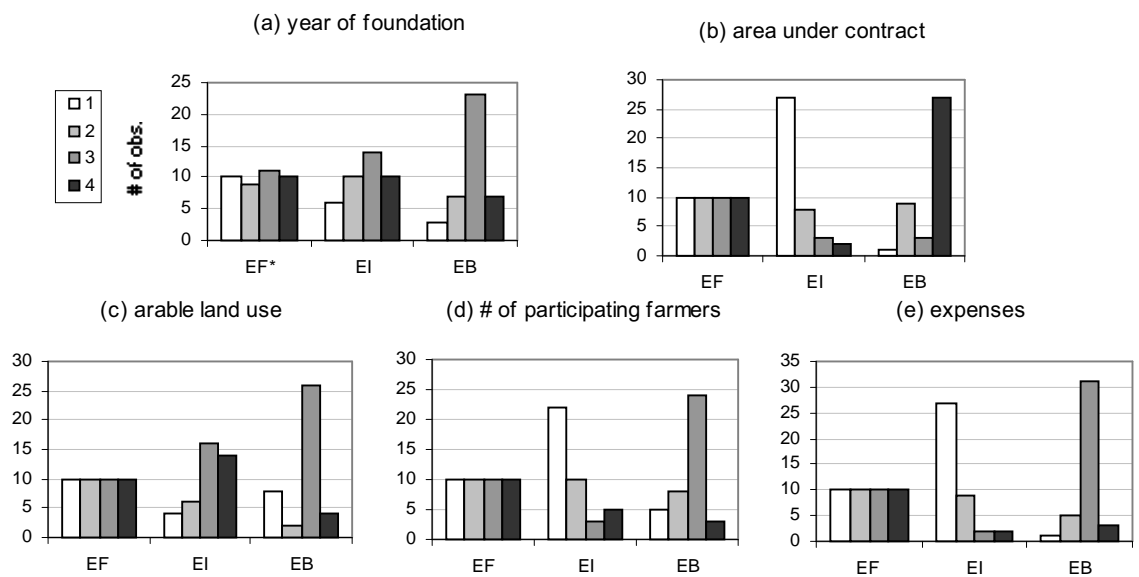 (a) year of foundation
(b) area under contract
1
2
3
4
# of obs.
25
20
15
10
5
0
EF*
EI
EB
30
25
20
15
10
5
0
EF
EI
EB
(c) arable land use
(d) # of participating farmers
(e) expenses
30
25
20
15
10
5
0
EF
EI
EB
30
25
20
15
10
5
0
EF
EI
EB
35
30
25
20
15
10
5
0
EF
EI
EB